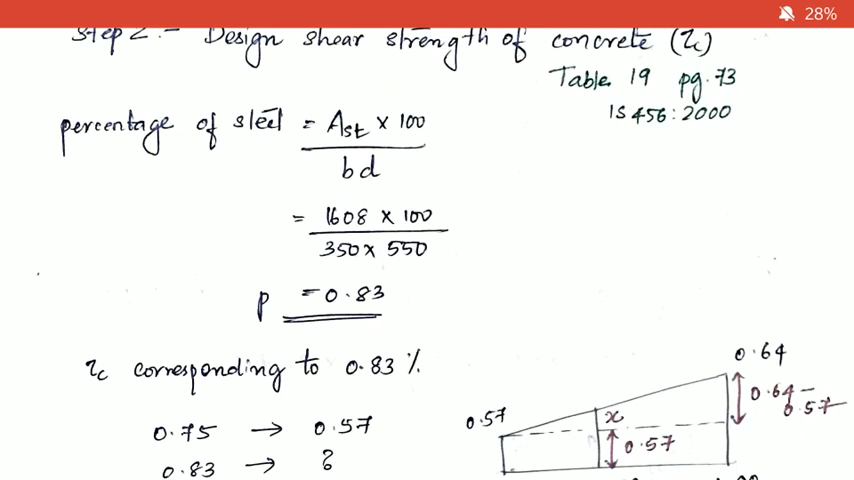 28%
Step 2 :- Design shear strength of concrete (τc)
Table 19 pg.73
IS 456:2000
percentage of steel = Ast × 100
bd
= 1608 × 100
350 × 550
p = 0.83
τc corresponding to 0.83 %.
0.75 → 0.57
0.83 → ?
0.64
0.64 –
0.57
0.57
x
0.57